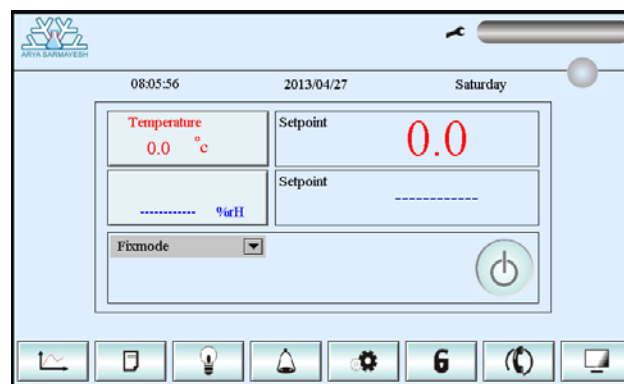 ARYA SARMAYESH
08:05:56 2013/04/27 Saturday
Temperature Setpoint
0.0 °c 0.0
Setpoint
------------ %rH ------------
Fixmode
6